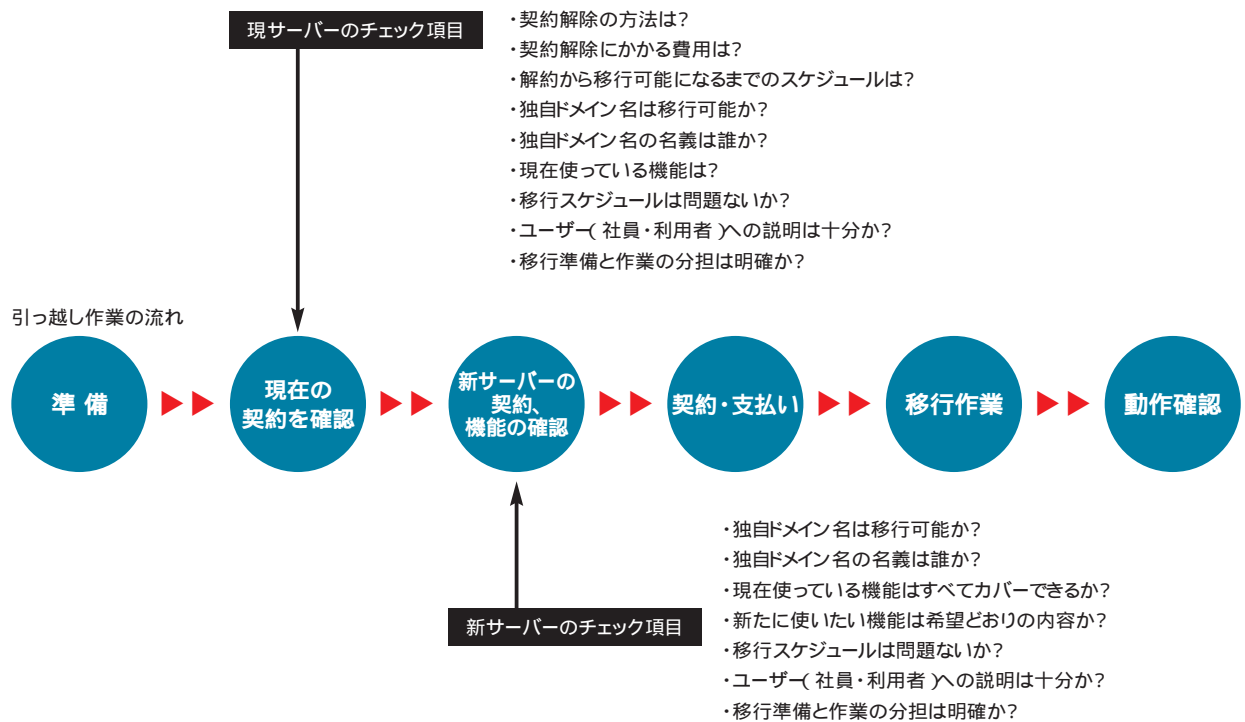 現サーバーのチェック項目
・契約解除の方法は?
・契約解除にかかる費用は?
・解約から移行可能になるまでのスケジュールは?
・独自ドメイン名は移行可能か?
・独自ドメイン名の名義は誰か?
・現在使っている機能は?
・移行スケジュールは問題ないか?
・ユーザー(社員・利用者)への説明は十分か?
・移行準備と作業の分担は明確か?
引っ越し作業の流れ
準備
現在の
契約を確認
新サーバーの
契約、
機能の確認
契約・支払い
移行作業
動作確認
新サーバーのチェック項目
・独自ドメイン名は移行可能か?
・独自ドメイン名の名義は誰か?
・現在使っている機能はすべてカバーできるか?
・新たに使いたい機能は希望どおりの内容か?
・移行スケジュールは問題ないか?
・ユーザー(社員・利用者)への説明は十分か?
・移行準備と作業の分担は明確か?